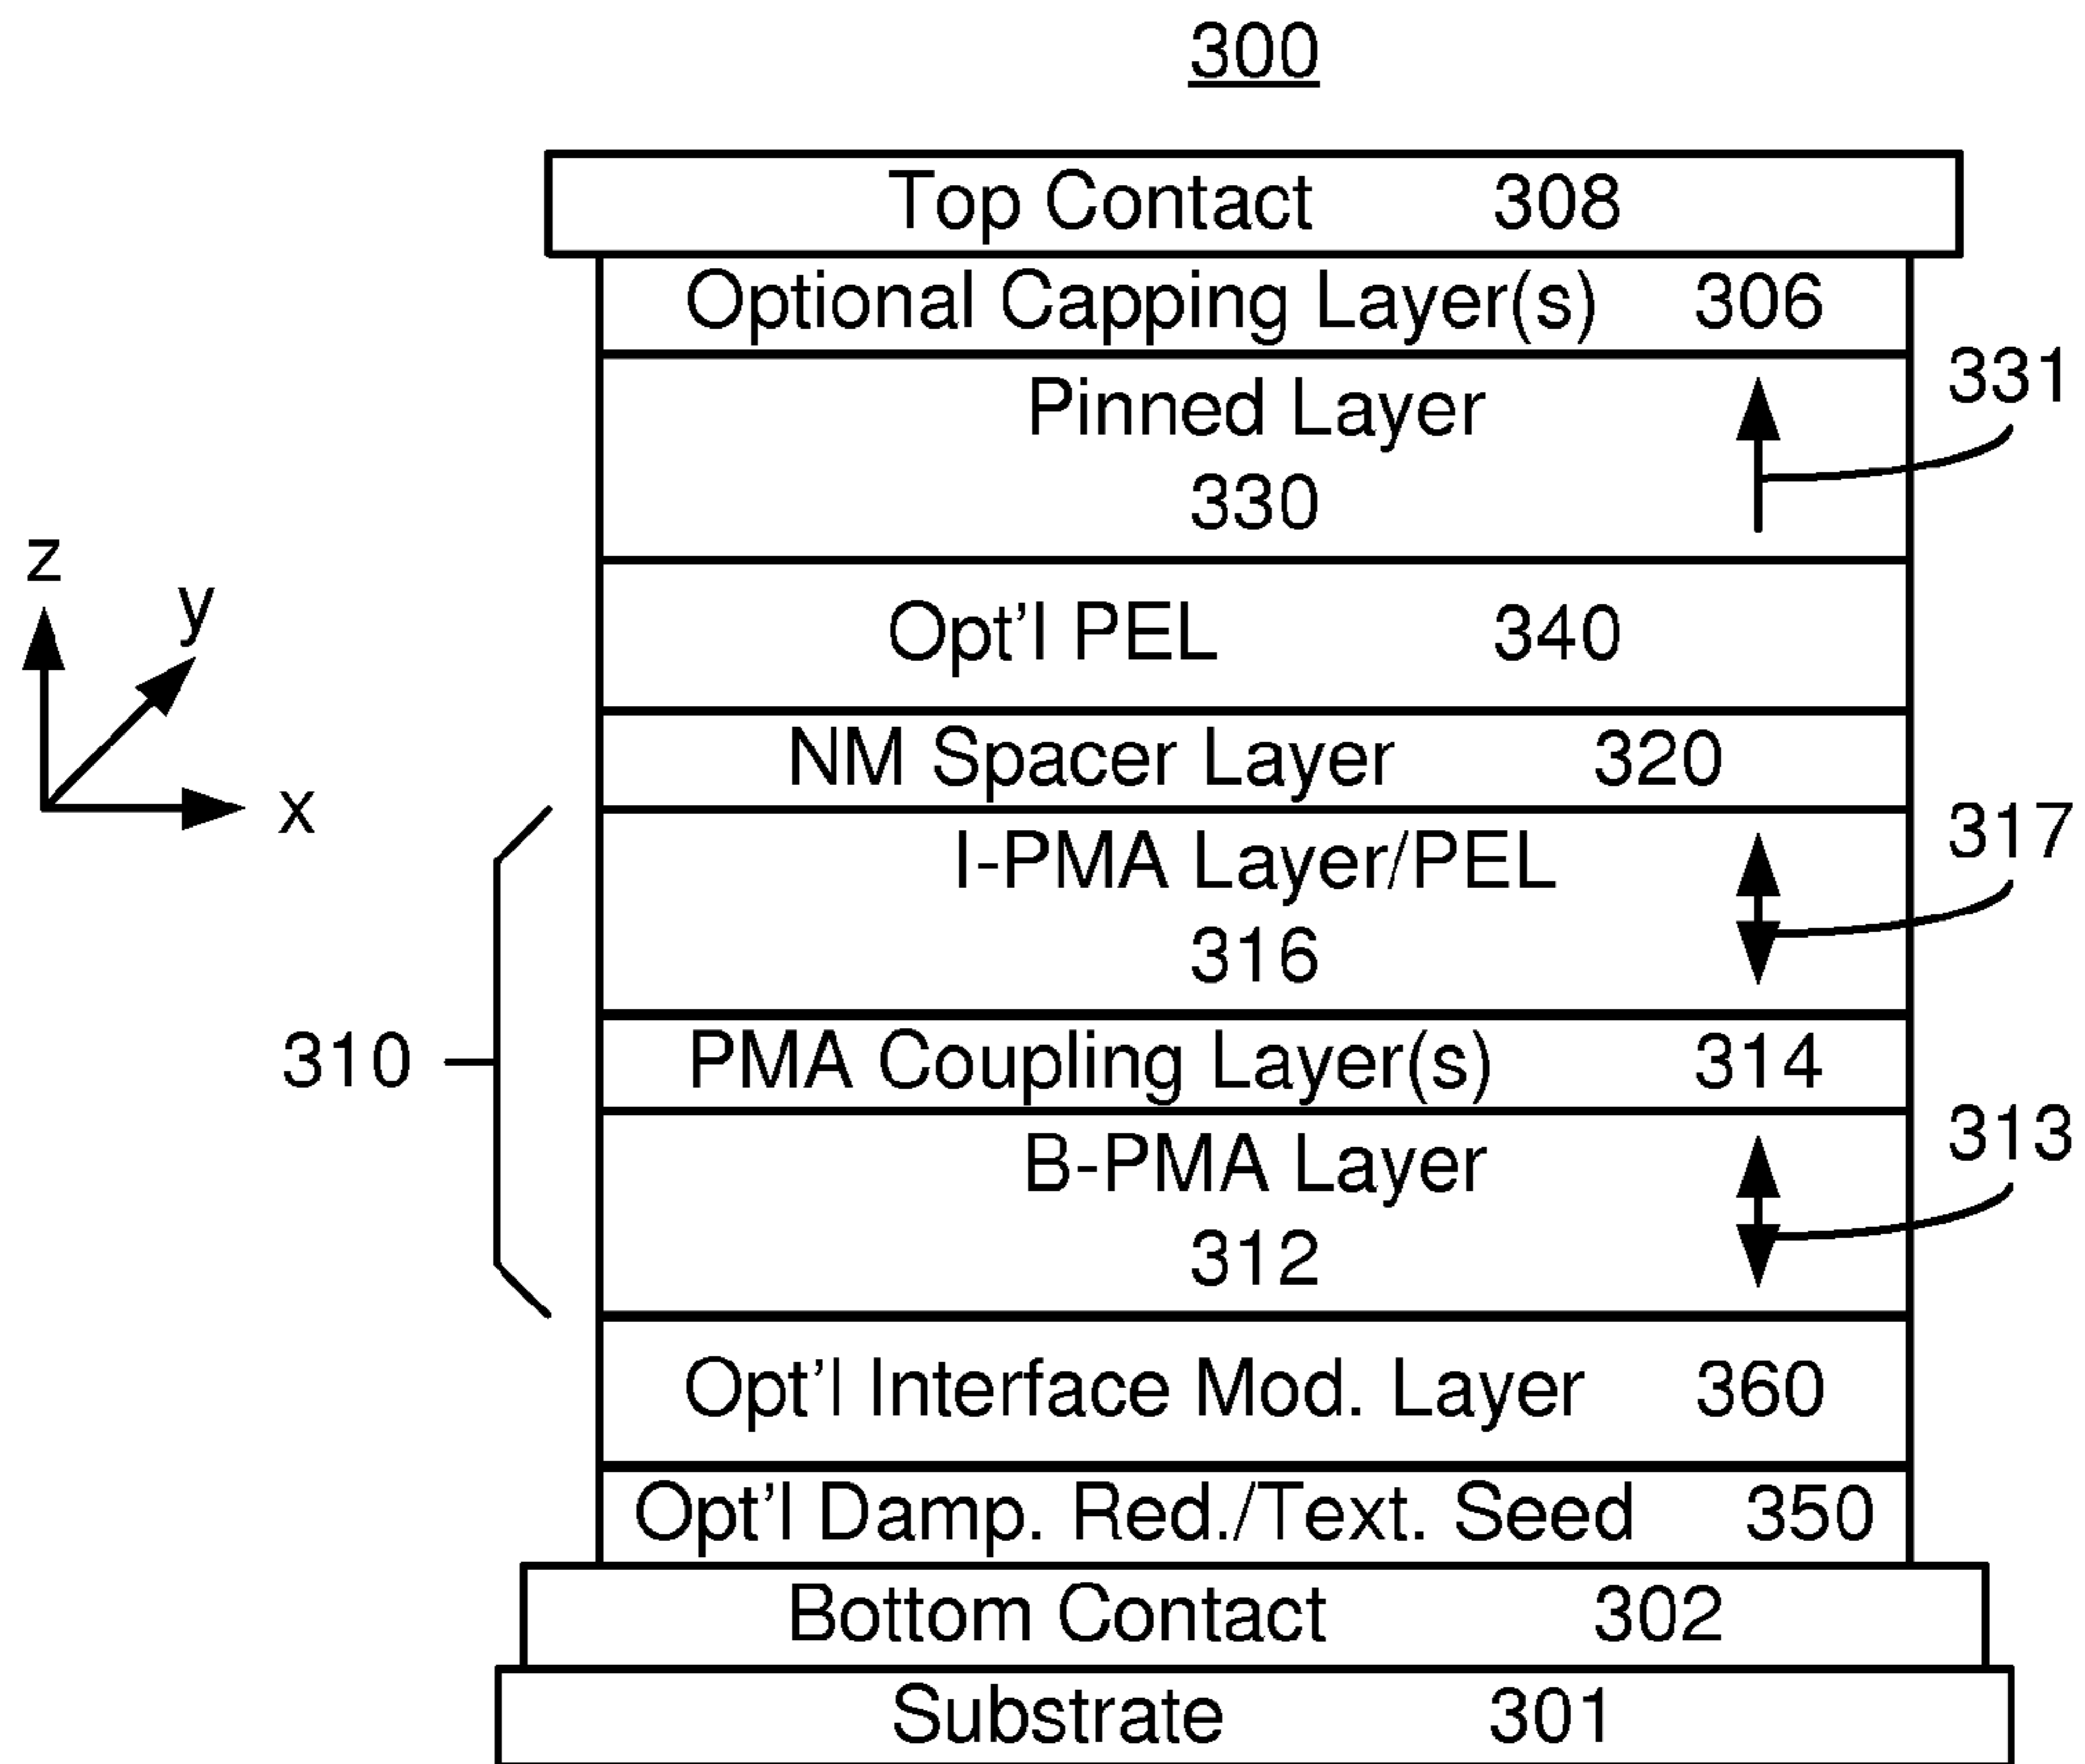 300
Top Contact 308
Optional Capping Layer(s) 306
331
Pinned Layer
330
z
y
x
Opt'l PEL 340
NM Spacer Layer 320
317
I-PMA Layer/PEL
316
310
PMA Coupling Layer(s) 314
313
B-PMA Layer
312
Opt'l Interface Mod. Layer 360
Opt'l Damp. Red./Text. Seed 350
Bottom Contact 302
Substrate 301